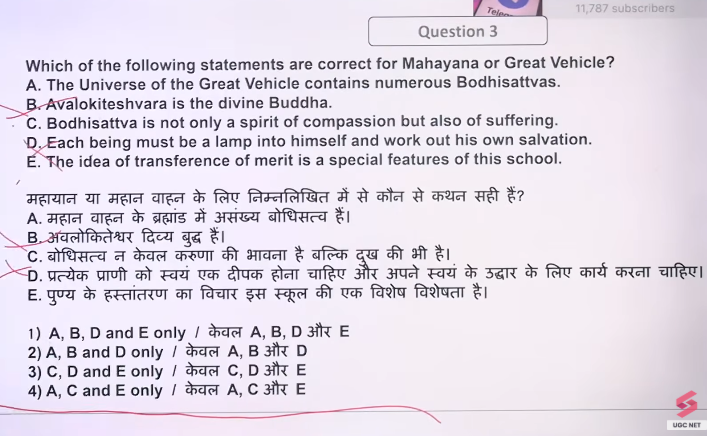 11,787 subscribers
Question 3
Which of the following statements are correct for Mahayana or Great Vehicle?
A. The Universe of the Great Vehicle contains numerous Bodhisattvas.
B. Avalokiteshvara is the divine Buddha.
C. Bodhisattva is not only a spirit of compassion but also of suffering.
D. Each being must be a lamp into himself and work out his own salvation.
E. The idea of transference of merit is a special features of this school.
महायान या महान वाहन के लिए निम्नलिखित में से कौन से कथन सही हैं?
A. महान वाहन के ब्रह्मांड में असंख्य बोधिसत्व हैं।
B. अवलोकितेश्वर दिव्य बुद्ध हैं।
C. बोधिसत्व न केवल करुणा की भावना है बल्कि दुख की भी है।
D. प्रत्येक प्राणी को स्वयं एक दीपक होना चाहिए और अपने स्वयं के उद्धार के लिए कार्य करना चाहिए।
E. पुण्य के हस्तांतरण का विचार इस स्कूल की एक विशेष विशेषता है।
1) A, B, D and E only / केवल A, B, D और E
2) A, B and D only / केवल A, B और D
3) C, D and E only / केवल C, D और E
4) A, C and E only / केवल A, C और E
UGC NET